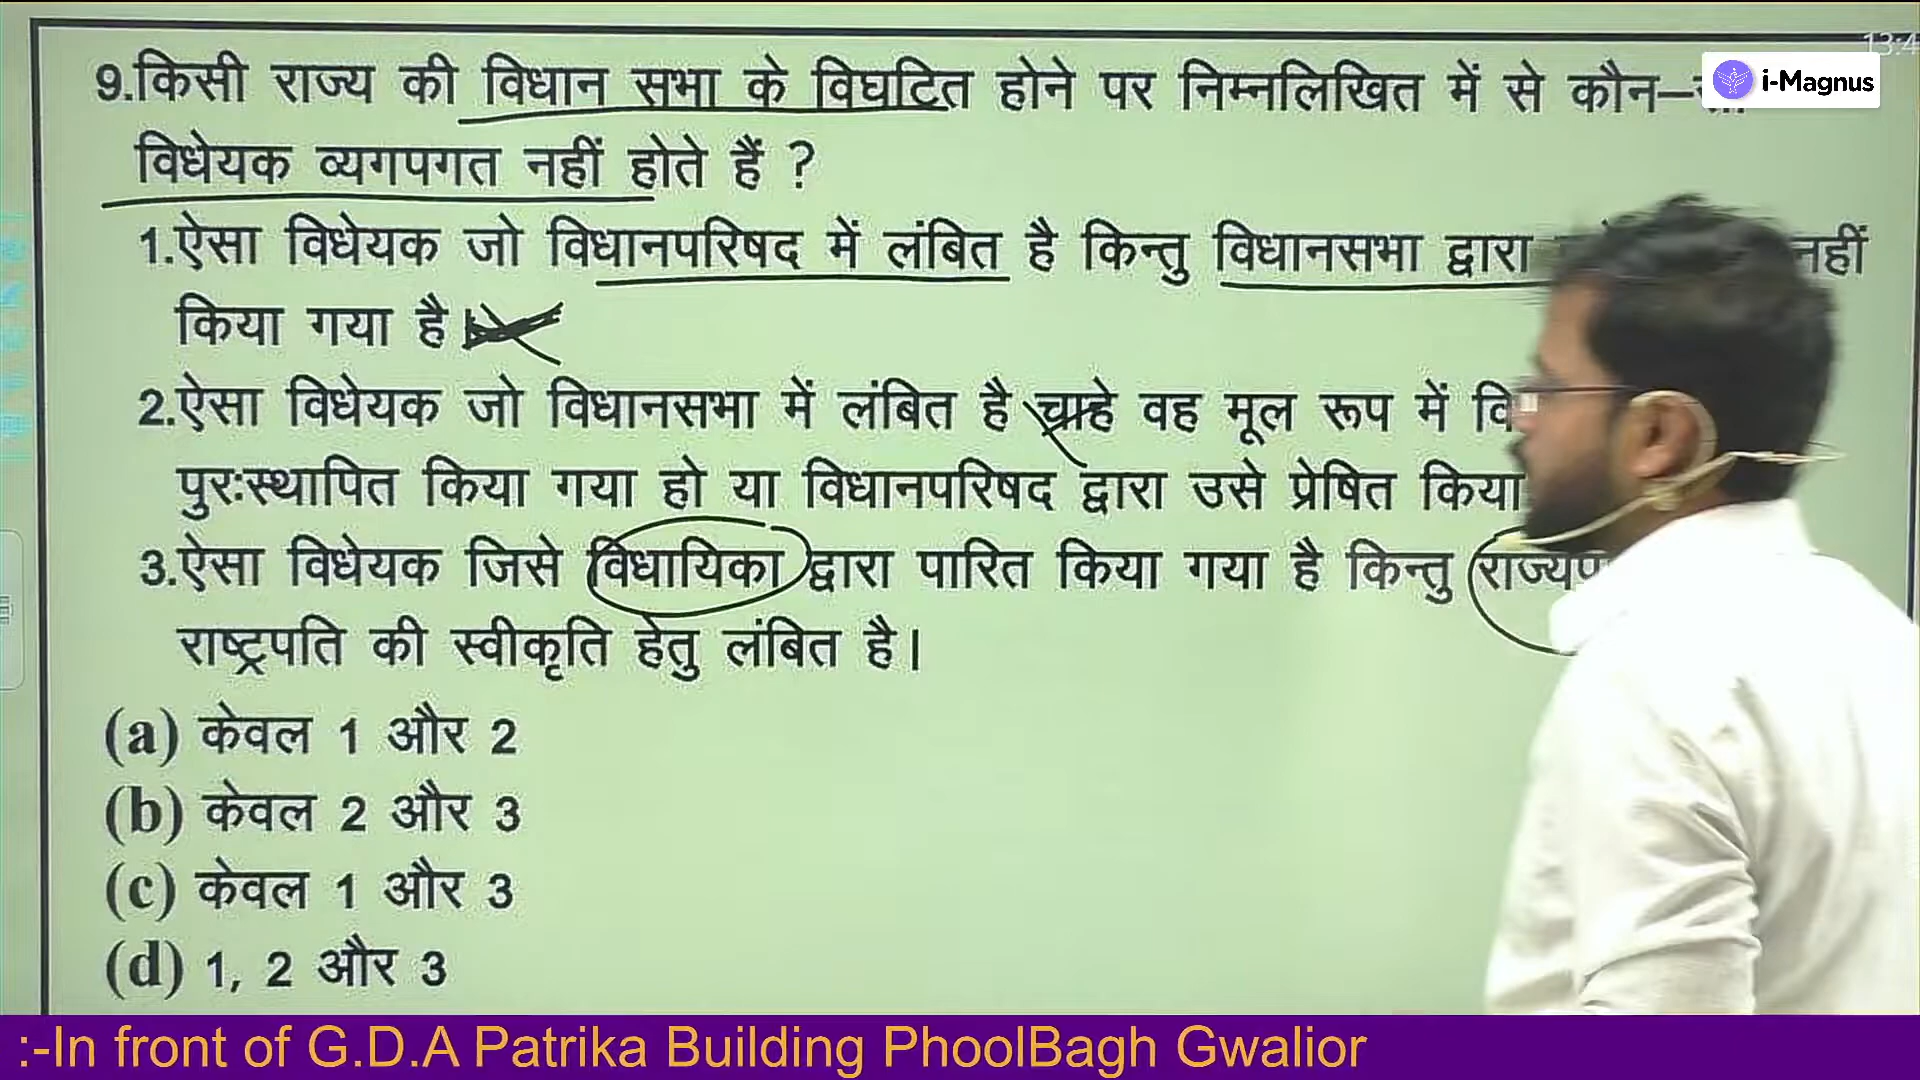 13:4
i-Magnus
9.किसी राज्य की विधान सभा के विघटित होने पर निम्नलिखित में से कौन–
विधेयक व्यगपगत नहीं होते हैं ?
1.ऐसा विधेयक जो विधानपरिषद में लंबित है किन्तु विधानसभा द्वारा नहीं
किया गया है
2.ऐसा विधेयक जो विधानसभा में लंबित है चाहे वह मूल रूप में
पुरःस्थापित किया गया हो या विधानपरिषद द्वारा उसे प्रेषित किया
3.ऐसा विधेयक जिसे विधायिका द्वारा पारित किया गया है किन्तु
राष्ट्रपति की स्वीकृति हेतु लंबित है।
(a) केवल 1 और 2
(b) केवल 2 और 3
(c) केवल 1 और 3
(d) 1, 2 और 3
:-In front of G.D.A Patrika Building PhoolBagh Gwalior